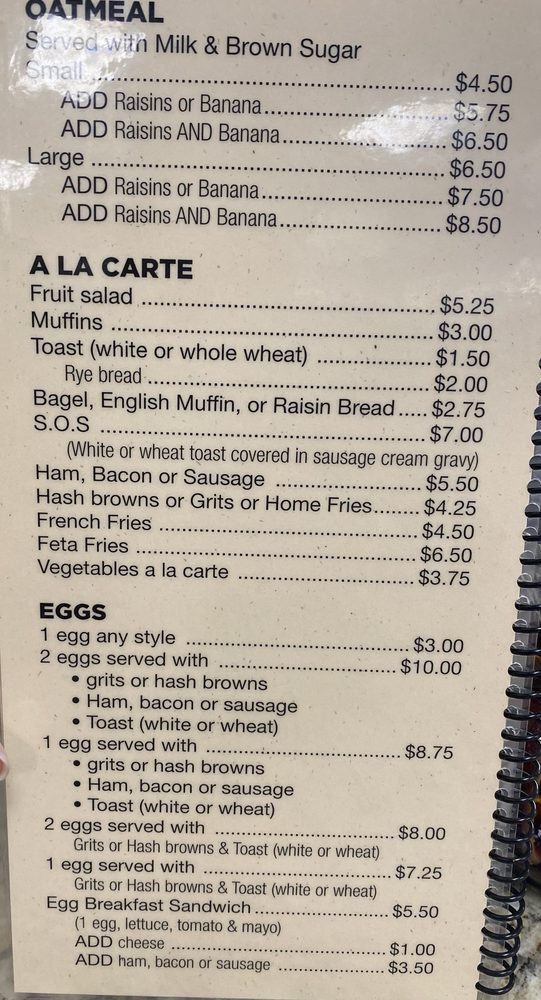 OATMEAL
Served with Milk & Brown Sugar
Small ........ $4.50
ADD Raisins or Banana ........ $5.75
ADD Raisins AND Banana ........ $6.50
Large ........ $6.50
ADD Raisins or Banana ........ $7.50
ADD Raisins AND Banana ........ $8.50
A LA CARTE
Fruit salad ........ $5.25
Muffins ........ $3.00
Toast (white or whole wheat) ........ $1.50
Rye bread ........ $2.00
Bagel, English Muffin, or Raisin Bread ..... $2.75
S.O.S ........ $7.00
(White or wheat toast covered in sausage cream gravy)
Ham, Bacon or Sausage ........ $5.50
Hash browns or Grits or Home Fries ........ $4.25
French Fries ........ $4.50
Feta Fries ........ $6.50
Vegetables a la carte ........ $3.75
EGGS
1 egg any style ........ $3.00
2 eggs served with ........ $10.00
• grits or hash browns
• Ham, bacon or sausage
• Toast (white or wheat)
1 egg served with ........ $8.75
• grits or hash browns
• Ham, bacon or sausage
• Toast (white or wheat)
2 eggs served with ........ $8.00
Grits or Hash browns & Toast (white or wheat)
1 egg served with ........ $7.25
Grits or Hash browns & Toast (white or wheat)
Egg Breakfast Sandwich ........ $5.50
(1 egg, lettuce, tomato & mayo)
ADD cheese ........ $1.00
ADD ham, bacon or sausage ........ $3.50